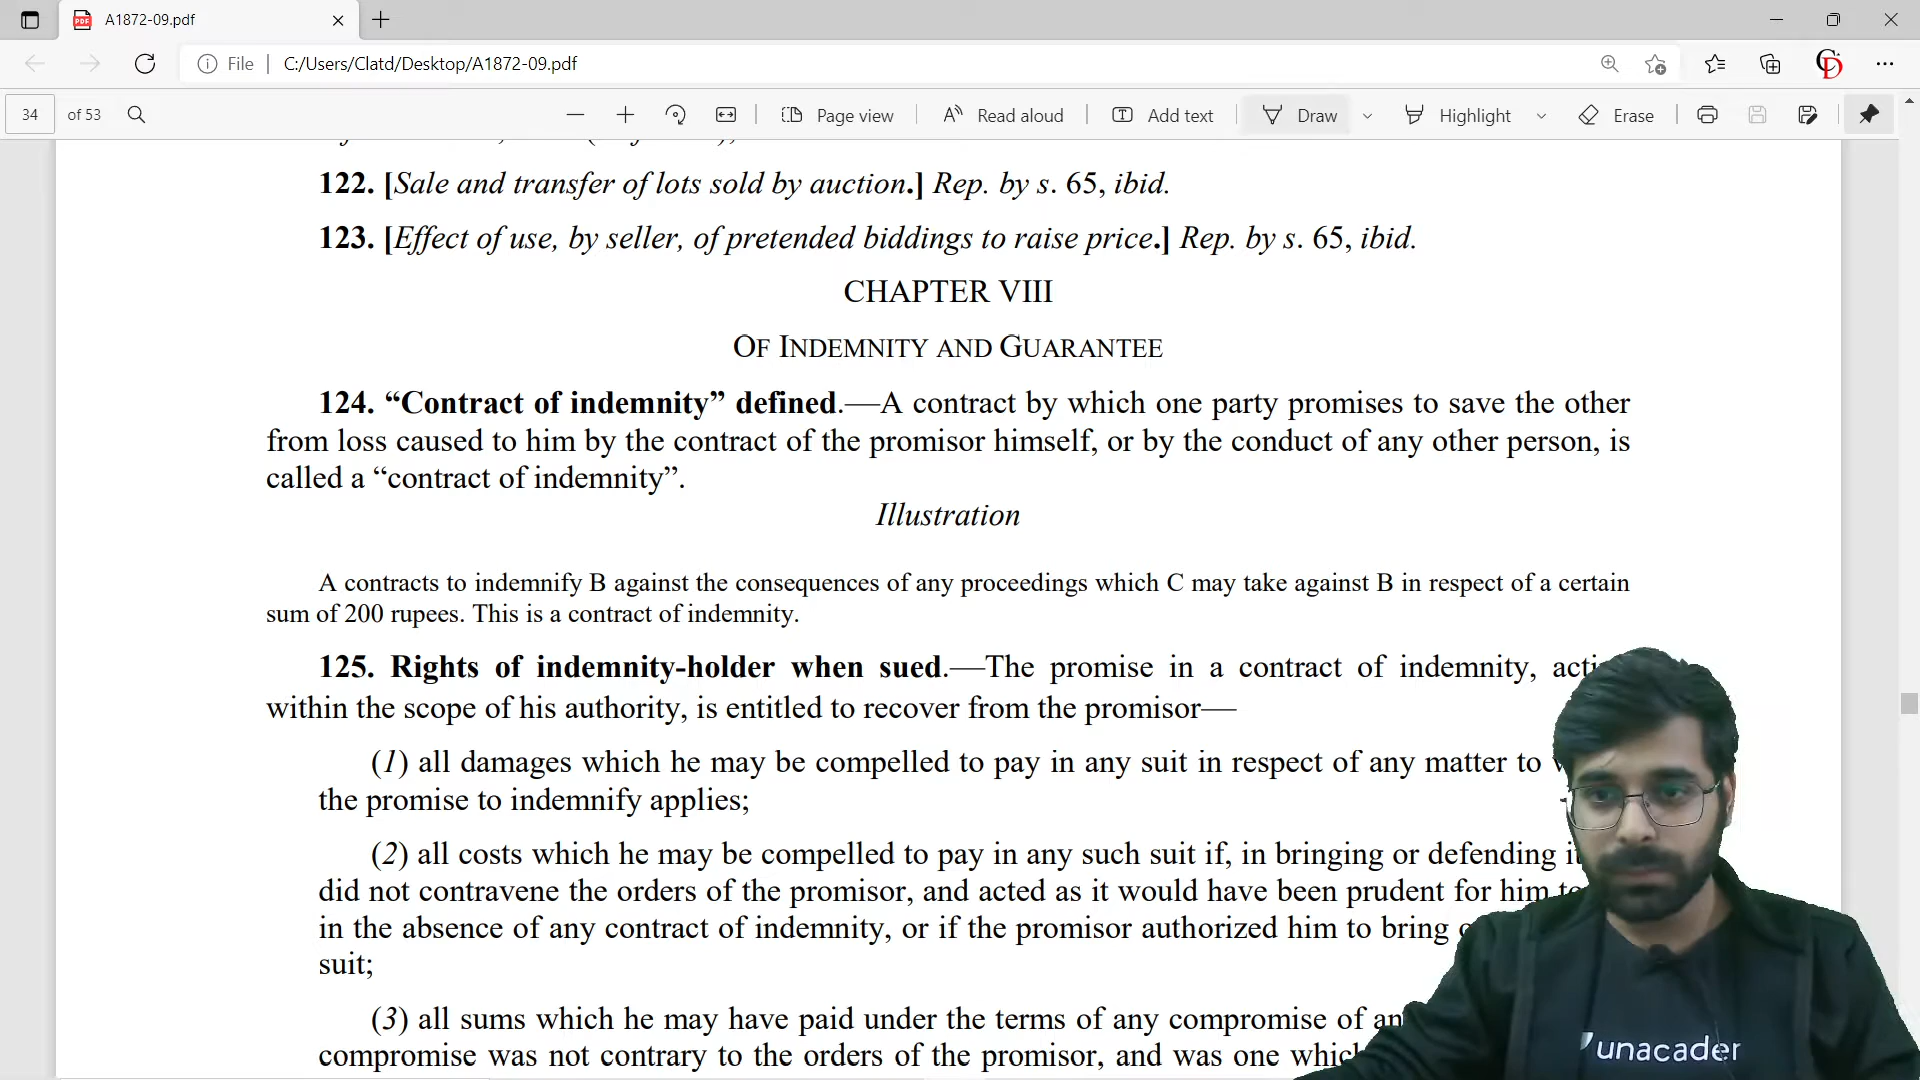 A1872-09.pdf
File C:/Users/Clatd/Desktop/A1872-09.pdf
34 of 53 Page view Read aloud Add text Draw Highlight Erase
122. [Sale and transfer of lots sold by auction.] Rep. by s. 65, ibid.
123. [Effect of use, by seller, of pretended biddings to raise price.] Rep. by s. 65, ibid.
CHAPTER VIII
OF INDEMNITY AND GUARANTEE
124. “Contract of indemnity” defined.—A contract by which one party promises to save the other
from loss caused to him by the contract of the promisor himself, or by the conduct of any other person, is
called a “contract of indemnity”.
Illustration
A contracts to indemnify B against the consequences of any proceedings which C may take against B in respect of a certain
sum of 200 rupees. This is a contract of indemnity.
125. Rights of indemnity-holder when sued.—The promise in a contract of indemnity,
within the scope of his authority, is entitled to recover from the promisor—
(1) all damages which he may be compelled to pay in any suit in respect of any matter to
the promise to indemnify applies;
(2) all costs which he may be compelled to pay in any such suit if, in bringing or defending
did not contravene the orders of the promisor, and acted as it would have been prudent for him
in the absence of any contract of indemnity, or if the promisor authorized him to bring
suit;
(3) all sums which he may have paid under the terms of any compromise of
compromise was not contrary to the orders of the promisor, and was one
unacader